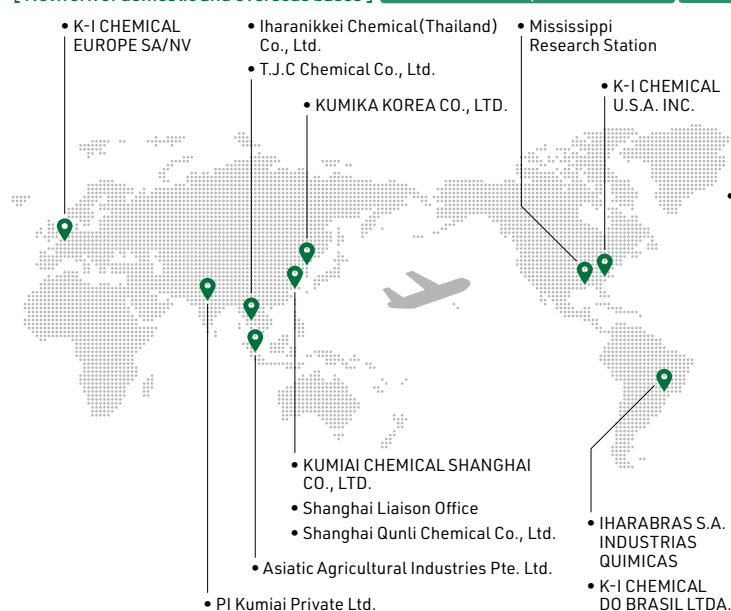 • K-I CHEMICAL
EUROPE SA/NV
• Iharanikkei Chemical(Thailand)
Co., Ltd.
• T.J.C Chemical Co., Ltd.
• KUMIKA KOREA CO., LTD.
• Mississippi
Research Station
• K-I CHEMICAL
U.S.A. INC.
• KUMIAI CHEMICAL SHANGHAI
CO., LTD.
• Shanghai Liaison Office
• Shanghai Qunli Chemical Co., Ltd.
• Asiatic Agricultural Industries Pte. Ltd.
• PI Kumiai Private Ltd.
• IHARABRAS S.A.
INDUSTRIAS
QUIMICAS
• K-I CHEMICAL
DO BRASIL LTDA.